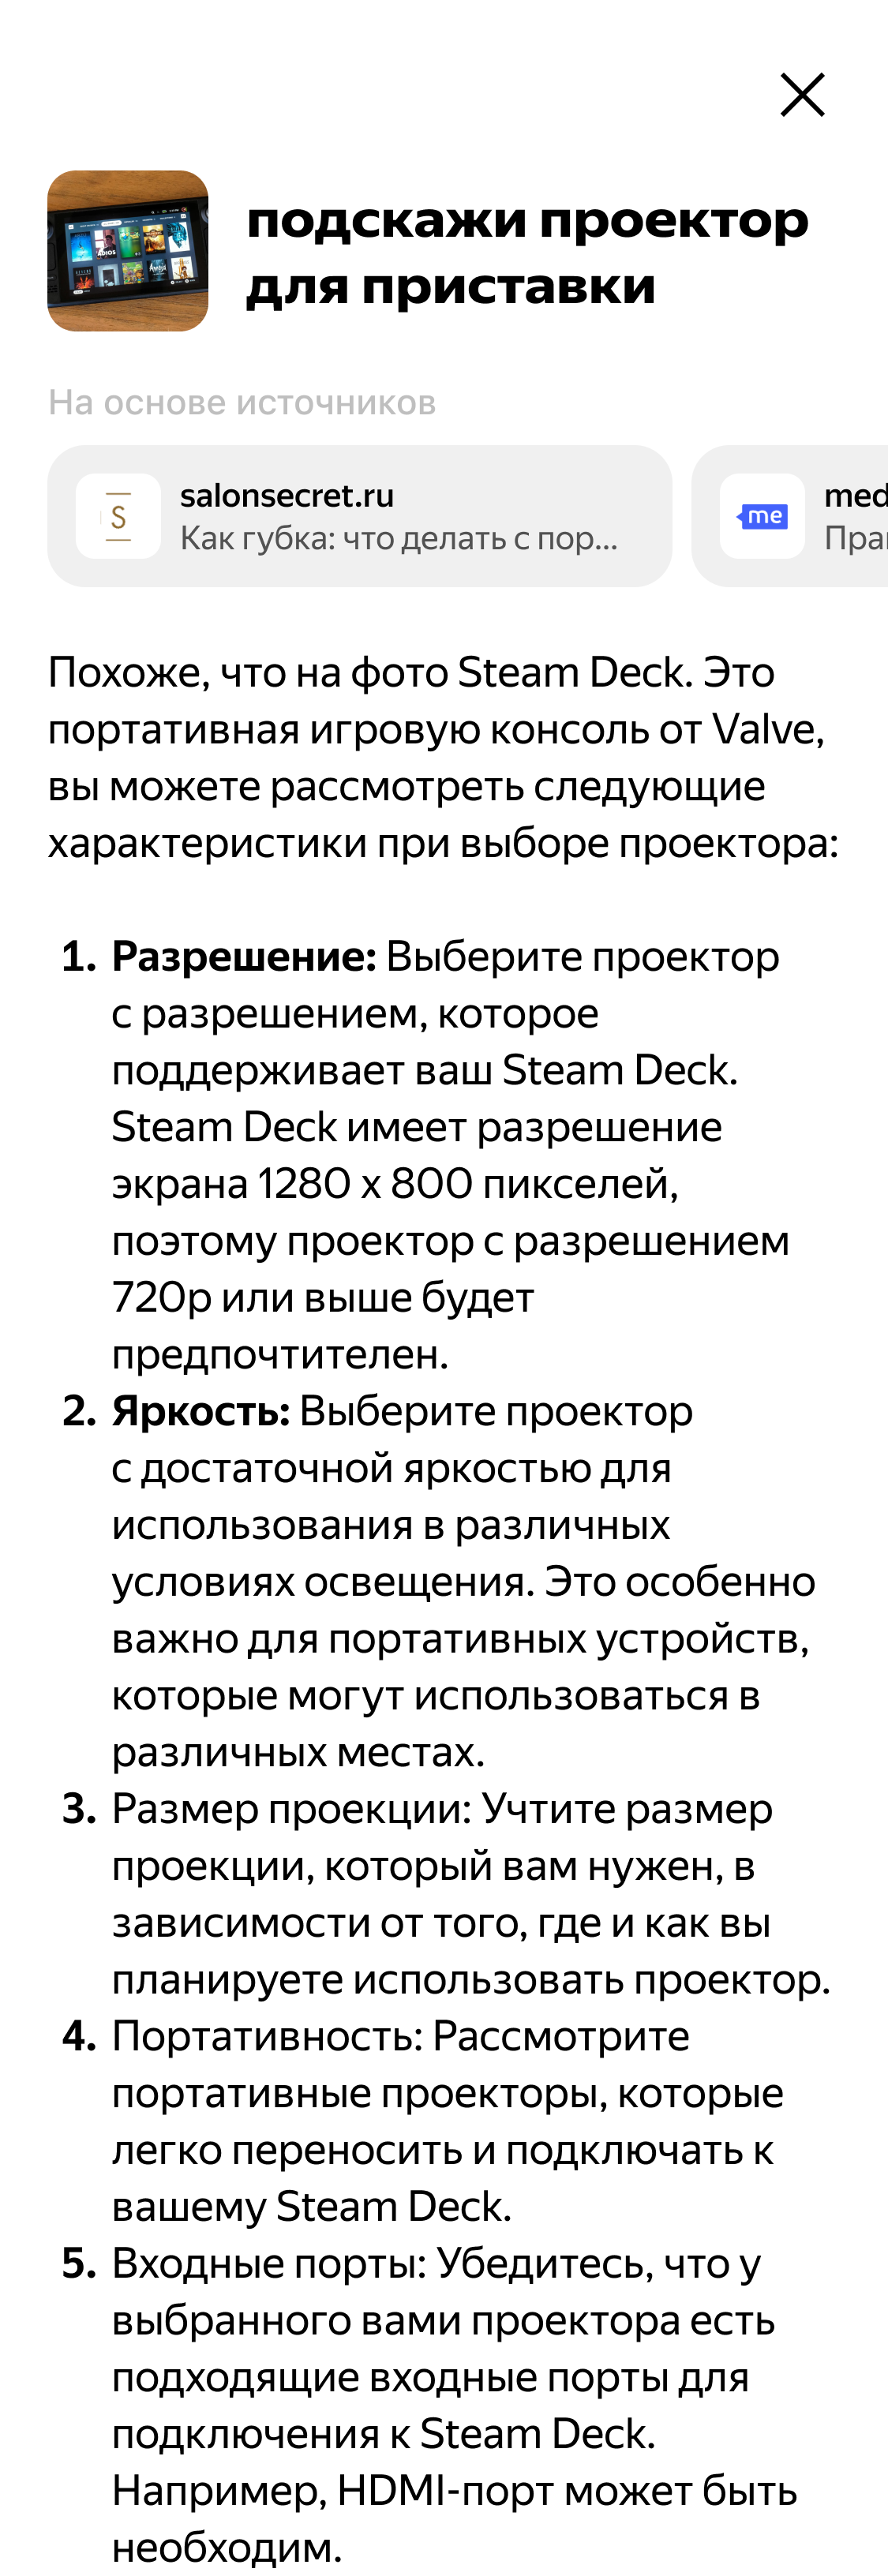 подскажи проектор
для приставки
На основе источников
salonsecret.ru
Как губка: что делать с пор...
me
med
Пра
Похоже, что на фото Steam Deck. Это
портативная игровую консоль от Valve,
вы можете рассмотреть следующие
характеристики при выборе проектора:
1. Разрешение: Выберите проектор
с разрешением, которое
поддерживает ваш Steam Deck.
Steam Deck имеет разрешение
экрана 1280 x 800 пикселей,
поэтому проектор с разрешением
720p или выше будет
предпочтителен.
2. Яркость: Выберите проектор
с достаточной яркостью для
использования в различных
условиях освещения. Это особенно
важно для портативных устройств,
которые могут использоваться в
различных местах.
3. Размер проекции: Учтите размер
проекции, который вам нужен, в
зависимости от того, где и как вы
планируете использовать проектор.
4. Портативность: Рассмотрите
портативные проекторы, которые
легко переносить и подключать к
вашему Steam Deck.
5. Входные порты: Убедитесь, что у
выбранного вами проектора есть
подходящие входные порты для
подключения к Steam Deck.
Например, HDMI-порт может быть
необходим.